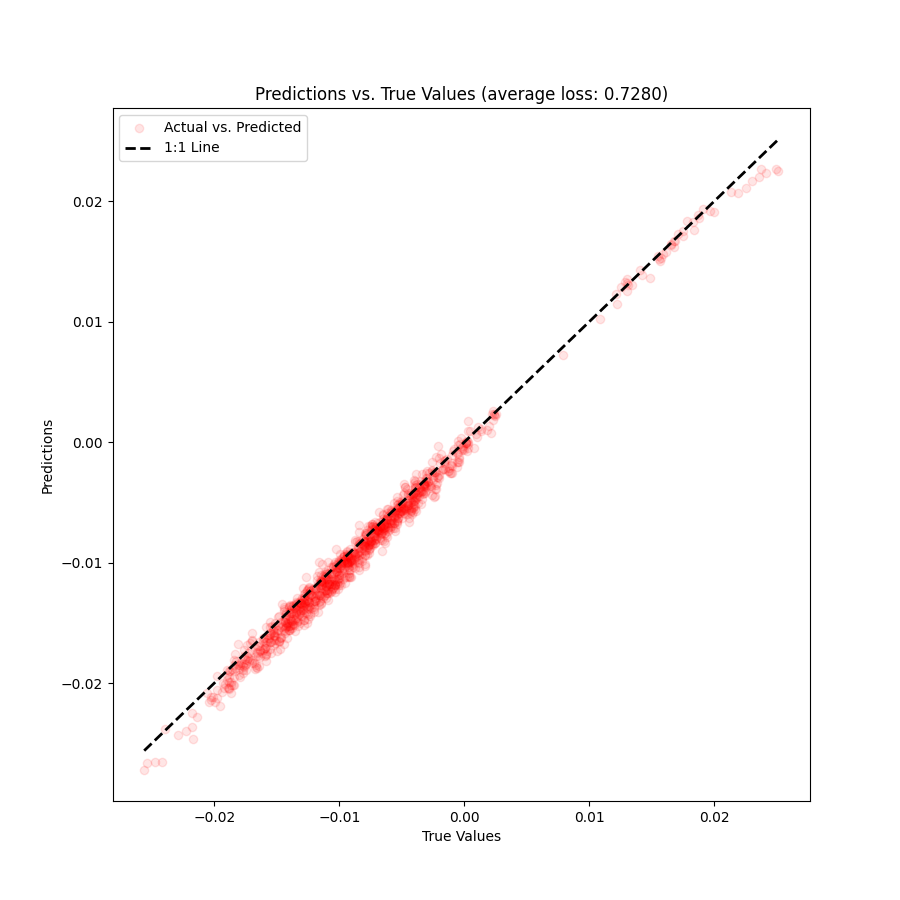 Predictions vs. True Values (average loss: 0.7280)
Actual vs. Predicted
1:1 Line
0.02
0.01
0.00
−0.01
−0.02
Predictions
−0.02 −0.01 0.00 0.01 0.02
True Values